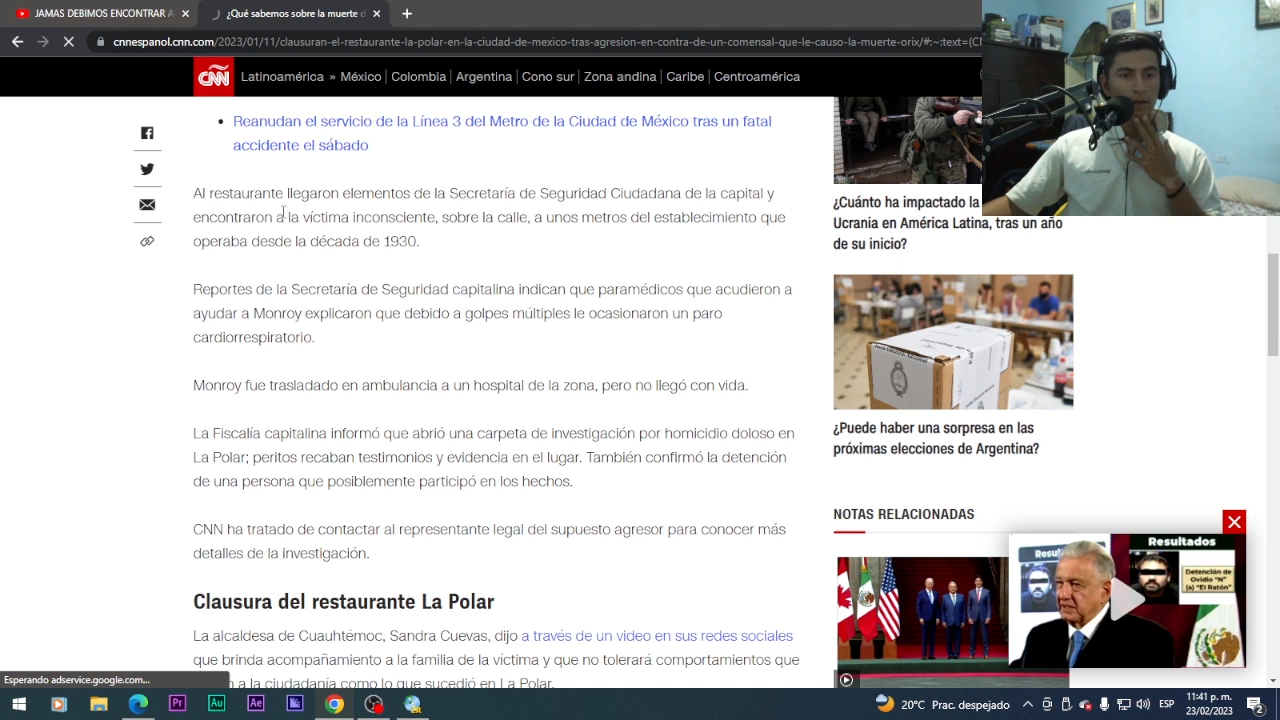 JAMAS DEBIMOS ENCONTRAR A
¿Qué sabemos sobre la muerte de
cnnespanol.cnn.com/2023/01/11/clausuran-el-restaurante-la-polar-en-la-ciudad-de-mexico-tras-agresion-en-contra-de-un-comensal-que-le-causo-la-muerte-orix/#:~:text=(CN
CNN Latinoamérica » México Colombia Argentina Cono sur Zona andina Caribe Centroamérica
Reanudan el servicio de la Línea 3 del Metro de la Ciudad de México tras un fatal
accidente el sábado
Al restaurante llegaron elementos de la Secretaría de Seguridad Ciudadana de la capital y
encontraron a la víctima inconsciente, sobre la calle, a unos metros del establecimiento que
operaba desde la década de 1930.
Reportes de la Secretaría de Seguridad capitalina indican que paramédicos que acudieron a
ayudar a Monroy explicaron que debido a golpes múltiples le ocasionaron un paro
cardiorrespiratorio.
Monroy fue trasladado en ambulancia a un hospital de la zona, pero no llegó con vida.
La Fiscalía capitalina informó que abrió una carpeta de investigación por homicidio doloso en
La Polar; peritos recaban testimonios y evidencia en el lugar. También confirmó la detención
de una persona que posiblemente participó en los hechos.
CNN ha tratado de contactar al representante legal del supuesto agresor para conocer más
detalles de la investigación.
Clausura del restaurante La Polar
La alcaldesa de Cuauhtémoc, Sandra Cuevas, dijo a través de un video en sus redes sociales
que brinda acompañamiento a la familia de la víctima y que no tolerará comportamientos que
a la ciudadanía como lo que sucedió en La Polar.
¿Cuánto ha impactado la
Ucrania en América Latina, tras un año
de su inicio?
¿Puede haber una sorpresa en las
próximas elecciones de Argentina?
NOTAS RELACIONADAS
Resul
Resultados
Detención de
Ovidio "N"
(a) "El Ratón"
Esperando adservice.google.com...
Pr
Au
Ae
20°C Parc. despejado
ESP
11:41 p. m.
23/02/2023
2